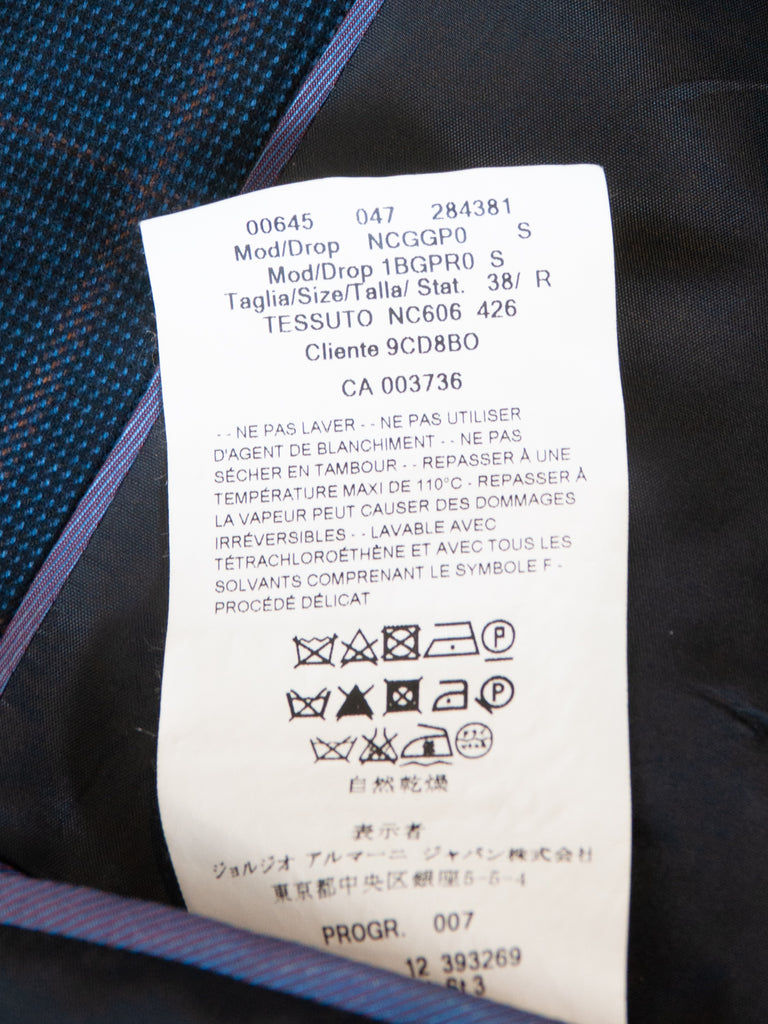 00645 047 284381
Mod/Drop NCGGP0 S
Mod/Drop 1BGPR0 S
Taglia/Size/Talla/ Stat. 38/ R
TESSUTO NC606 426
Cliente 9CD8BO
CA 003736
- - NE PAS LAVER - - NE PAS UTILISER
D'AGENT DE BLANCHIMENT - - NE PAS
SÉCHER EN TAMBOUR - - REPASSER À UNE
TEMPÉRATURE MAXI DE 110°C - REPASSER À
LA VAPEUR PEUT CAUSER DES DOMMAGES
IRRÉVERSIBLES - - LAVABLE AVEC
TÉTRACHLOROÉTHÈNE ET AVEC TOUS LES
SOLVANTS COMPRENANT LE SYMBOLE F -
PROCÉDÉ DÉLICAT
P
P
自然乾燥
表示者
ジョルジオ アルマーニ ジャパン株式会社
東京都中央区銀座5-5-4
PROGR. 007
12 393269
St.3